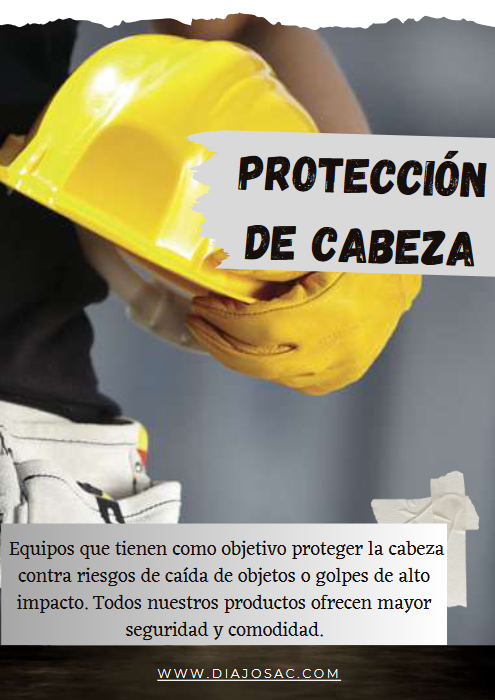 PROTECCIÓN
DE CABEZA
Equipos que tienen como objetivo proteger la cabeza
contra riesgos de caída de objetos o golpes de alto
impacto. Todos nuestros productos ofrecen mayor
seguridad y comodidad.
WWW.DIAJOSAC.COM